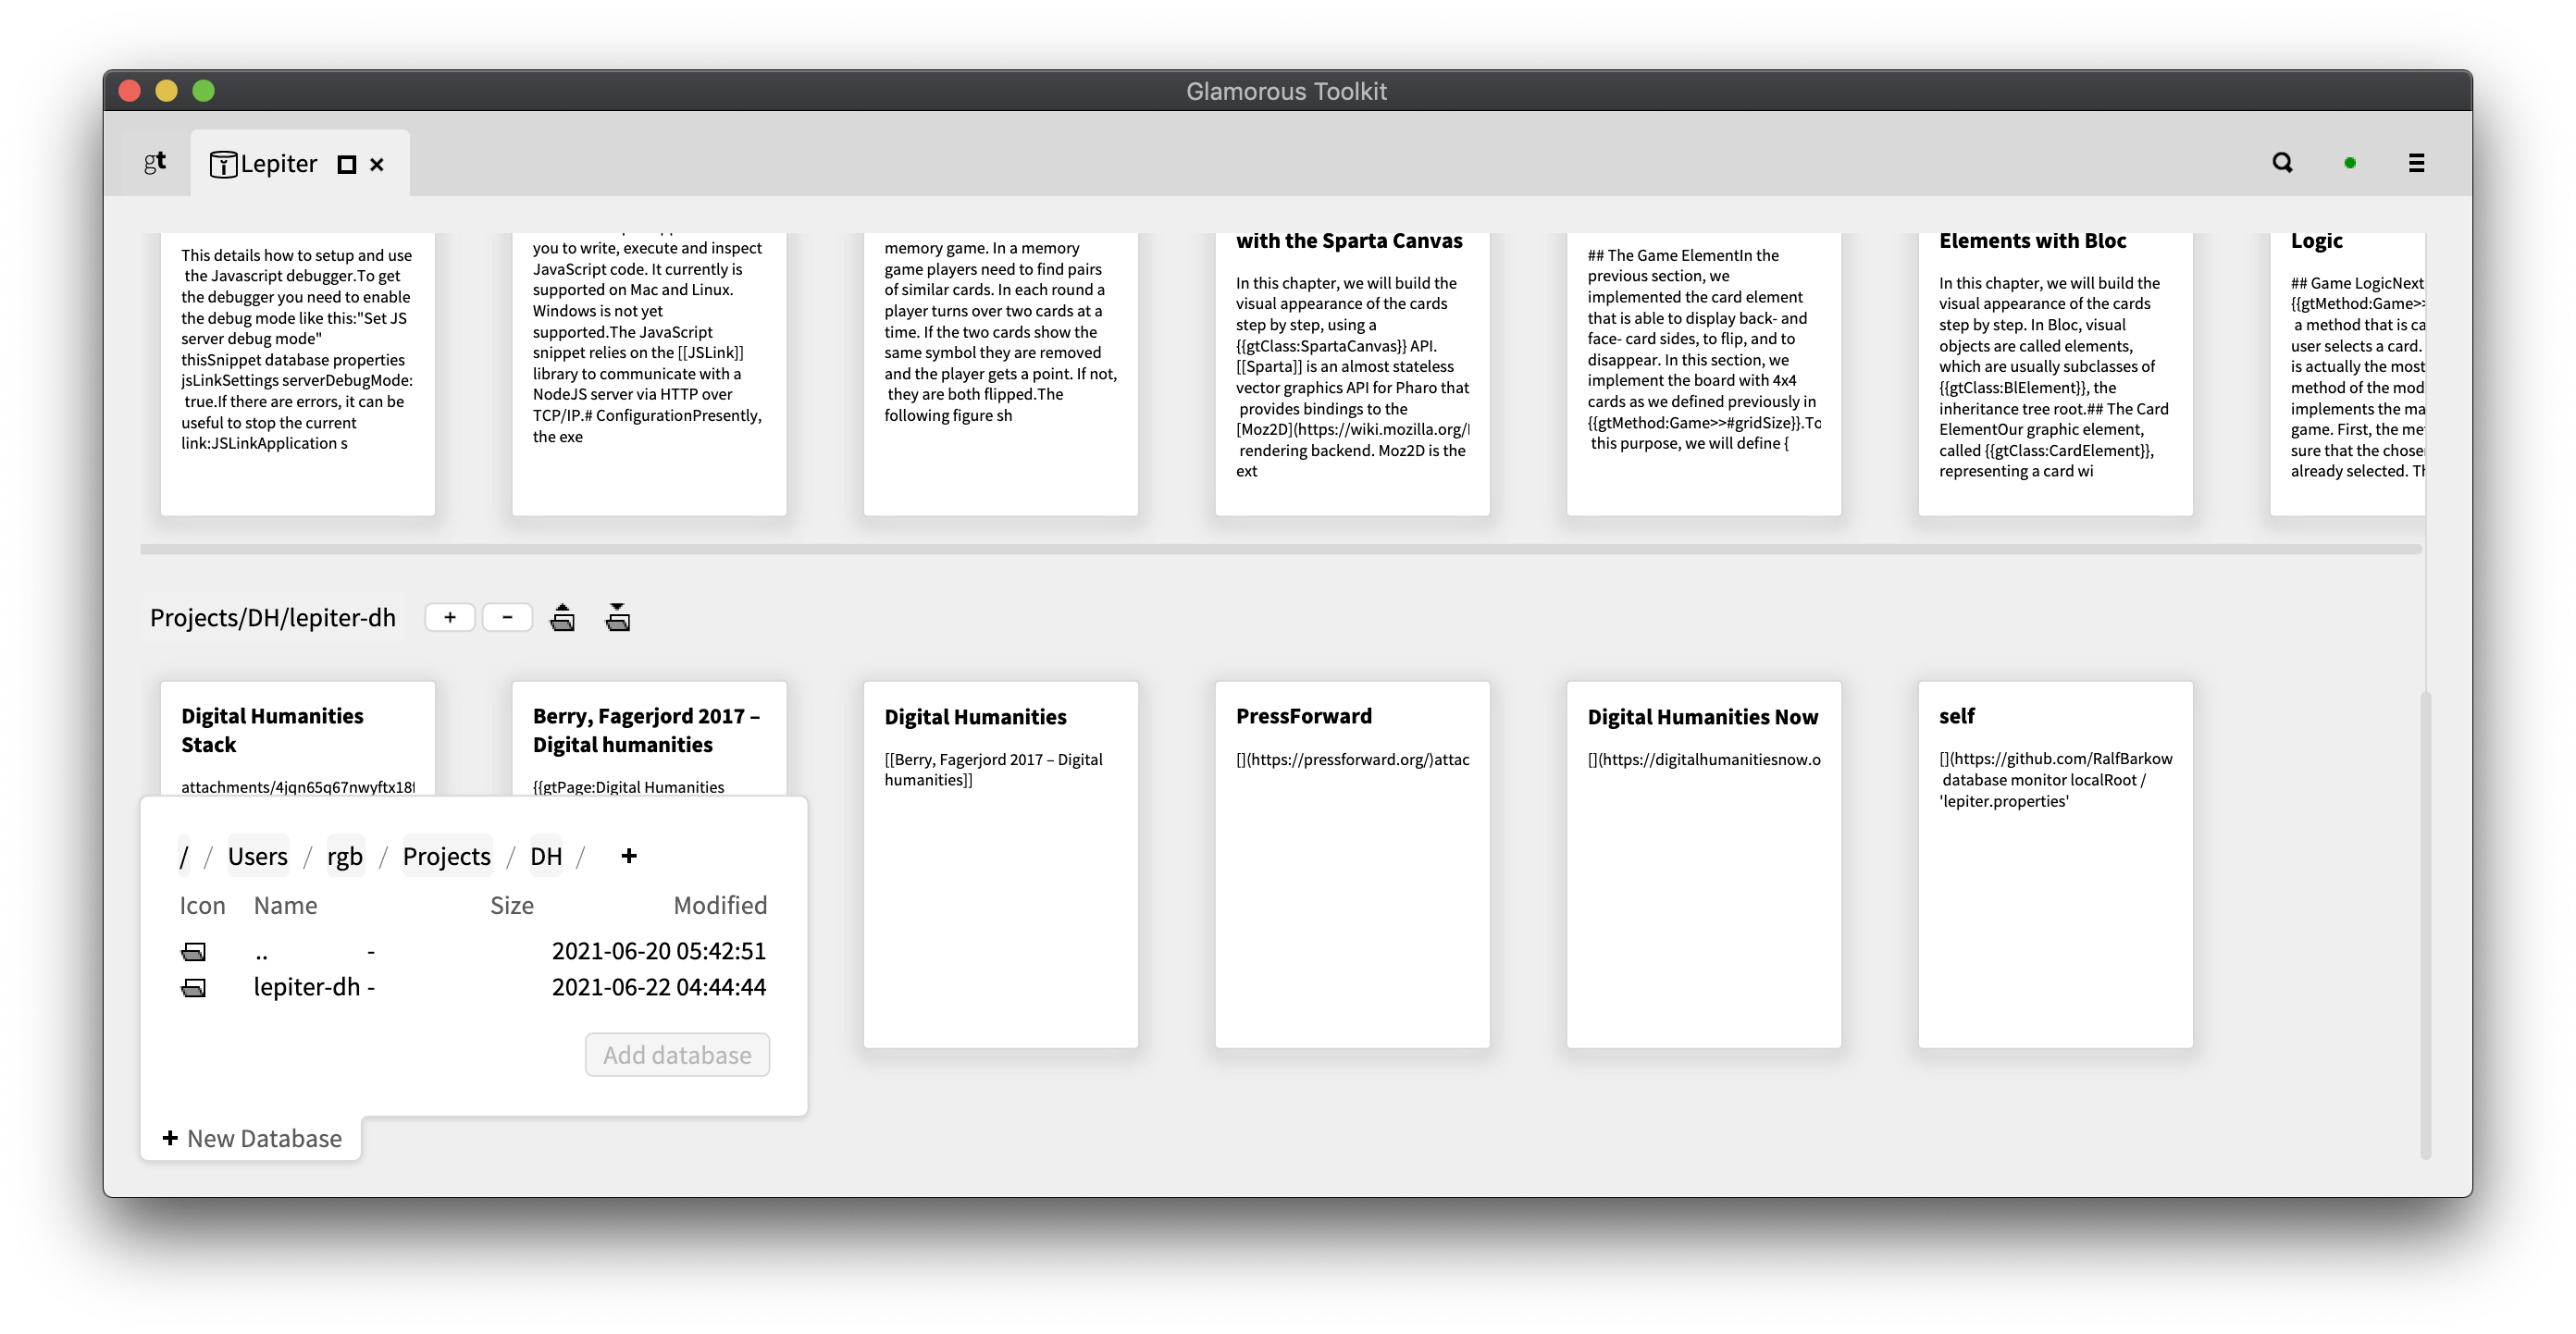 Glamorous Toolkit
gt
Lepiter
This details how to setup and use
the Javascript debugger.To get
the debugger you need to enable
the debug mode like this:"Set JS
server debug mode"
thisSnippet database properties
jsLinkSettings serverDebugMode:
true.If there are errors, it can be
useful to stop the current
link:JSLinkApplication s
you to write, execute and inspect
JavaScript code. It currently is
supported on Mac and Linux.
Windows is not yet
supported.The JavaScript
snippet relies on the [[JSLink]]
library to communicate with a
NodeJS server via HTTP over
TCP/IP.# ConfigurationPresently,
the exe
memory game. In a memory
game players need to find pairs
of similar cards. In each round a
player turns over two cards at a
time. If the two cards show the
same symbol they are removed
and the player gets a point. If not,
they are both flipped.The
following figure sh
with the Sparta Canvas
In this chapter, we will build the
visual appearance of the cards
step by step, using a
{{gtClass:SpartaCanvas}} API.
[[Sparta]] is an almost stateless
vector graphics API for Pharo that
provides bindings to the
[Moz2D](https://wiki.mozilla.org/
rendering backend. Moz2D is the
ext
## The Game ElementIn the
previous section, we
implemented the card element
that is able to display back- and
face- card sides, to flip, and to
disappear. In this section, we
implement the board with 4x4
cards as we defined previously in
{{gtMethod:Game>>#gridSize}}.To
this purpose, we will define {
Elements with Bloc
In this chapter, we will build the
visual appearance of the cards
step by step. In Bloc, visual
objects are called elements,
which are usually subclasses of
{{gtClass:BlElement}}, the
inheritance tree root.## The Card
ElementOur graphic element,
called {{gtClass:CardElement}},
representing a card wi
Logic
## Game LogicNext
{{gtMethod:Game>>
a method that is ca
user selects a card.
is actually the most
method of the mod
implements the ma
game. First, the me
sure that the chose
already selected. Th
Projects/DH/lepiter-dh + -
Digital Humanities
Stack
attachments/4jqn65q67nwyftx18f
Berry, Fagerjord 2017 –
Digital humanities
{{gtPage:Digital Humanities
Digital Humanities
[[Berry, Fagerjord 2017 – Digital
humanities]]
PressForward
[](https://pressforward.org/)attac
Digital Humanities Now
[](https://digitalhumanitiesnow.o
self
[](https://github.com/RalfBarkow
database monitor localRoot /
'lepiter.properties'
/ / Users / rgb / Projects / DH / +
Icon Name Size Modified
.. - 2021-06-20 05:42:51
lepiter-dh - 2021-06-22 04:44:44
Add database
+ New Database